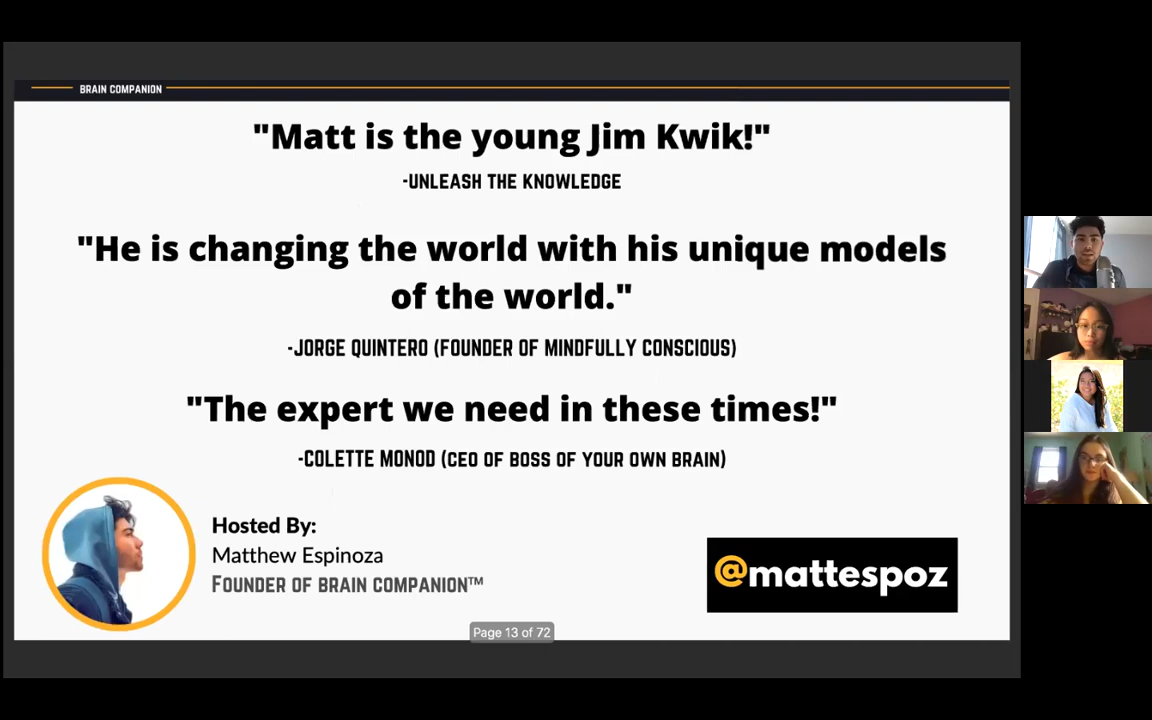 BRAIN COMPANION
"Matt is the young Jim Kwik!"
-UNLEASH THE KNOWLEDGE
"He is changing the world with his unique models
of the world."
-JORGE QUINTERO (FOUNDER OF MINDFULLY CONSCIOUS)
"The expert we need in these times!"
-COLETTE MONOD (CEO OF BOSS OF YOUR OWN BRAIN)
Hosted By:
Matthew Espinoza
FOUNDER OF BRAIN COMPANION™
@mattespoz
Page 13 of 72